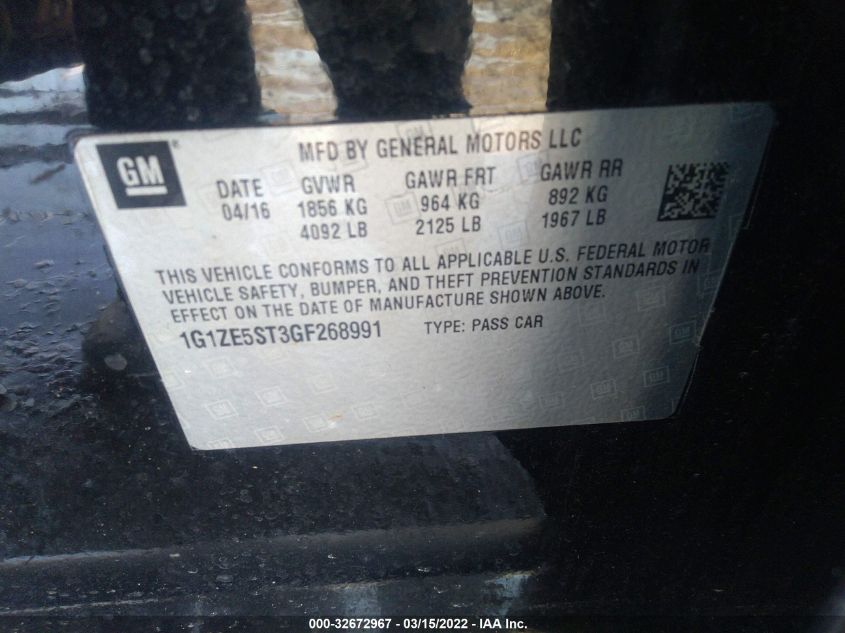 GM ® MFD BY GENERAL MOTORS LLC
DATE GVWR GAWR FRT GAWR RR
04/16 1856 KG 964 KG 892 KG
4092 LB 2125 LB 1967 LB
THIS VEHICLE CONFORMS TO ALL APPLICABLE U.S. FEDERAL MOTOR
VEHICLE SAFETY, BUMPER, AND THEFT PREVENTION STANDARDS IN
EFFECT ON THE DATE OF MANUFACTURE SHOWN ABOVE.
1G1ZE5ST3GF268991 TYPE: PASS CAR
000-32672967 - 03/15/2022 - IAA Inc.